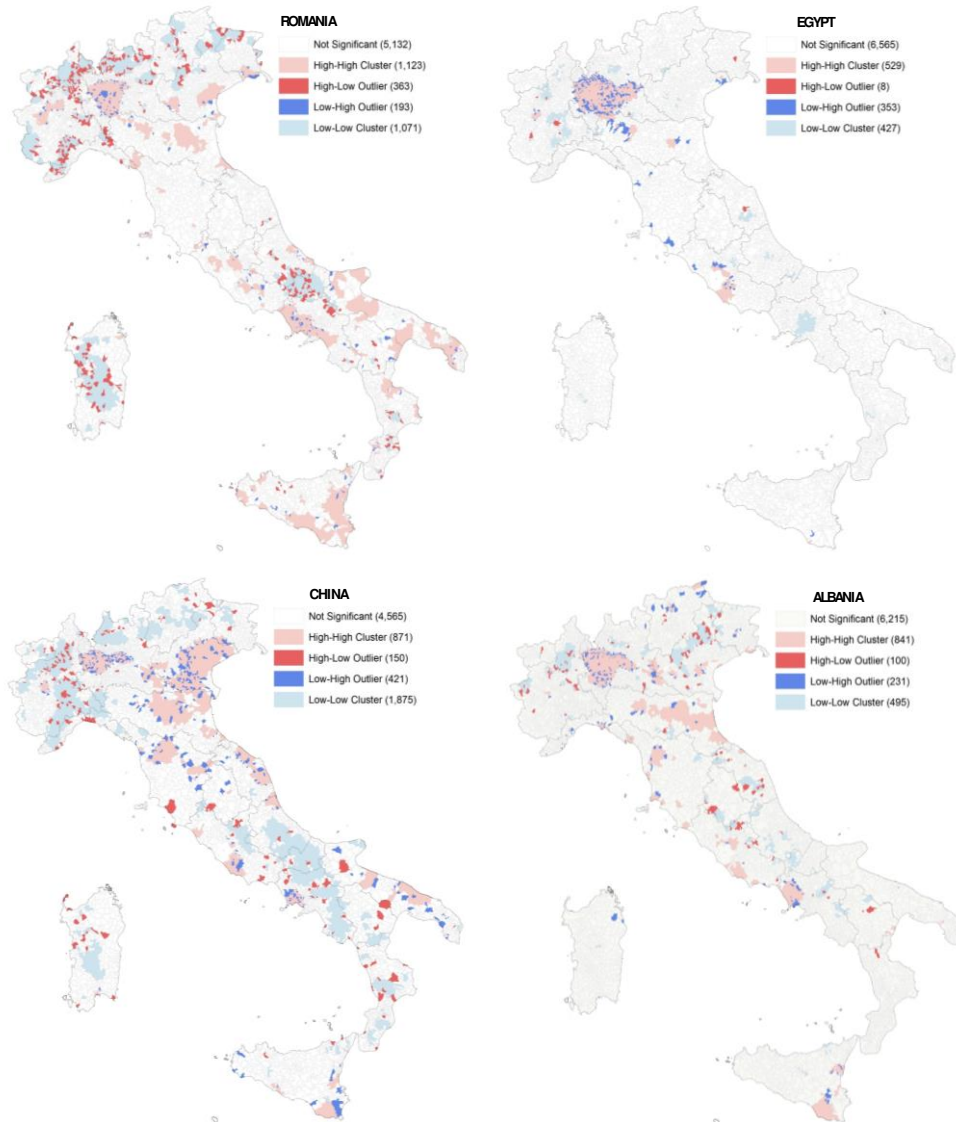 ROMANIA
Not Significant (5,132)
High-High Cluster (1,123)
High-Low Outlier (363)
Low-High Outlier (193)
Low-Low Cluster (1,071)
EGYPT
Not Significant (6,565)
High-High Cluster (529)
High-Low Outlier (8)
Low-High Outlier (353)
Low-Low Cluster (427)
CHINA
Not Significant (4,565)
High-High Cluster (871)
High-Low Outlier (150)
Low-High Outlier (421)
Low-Low Cluster (1,875)
ALBANIA
Not Significant (6,215)
High-High Cluster (841)
High-Low Outlier (100)
Low-High Outlier (231)
Low-Low Cluster (495)